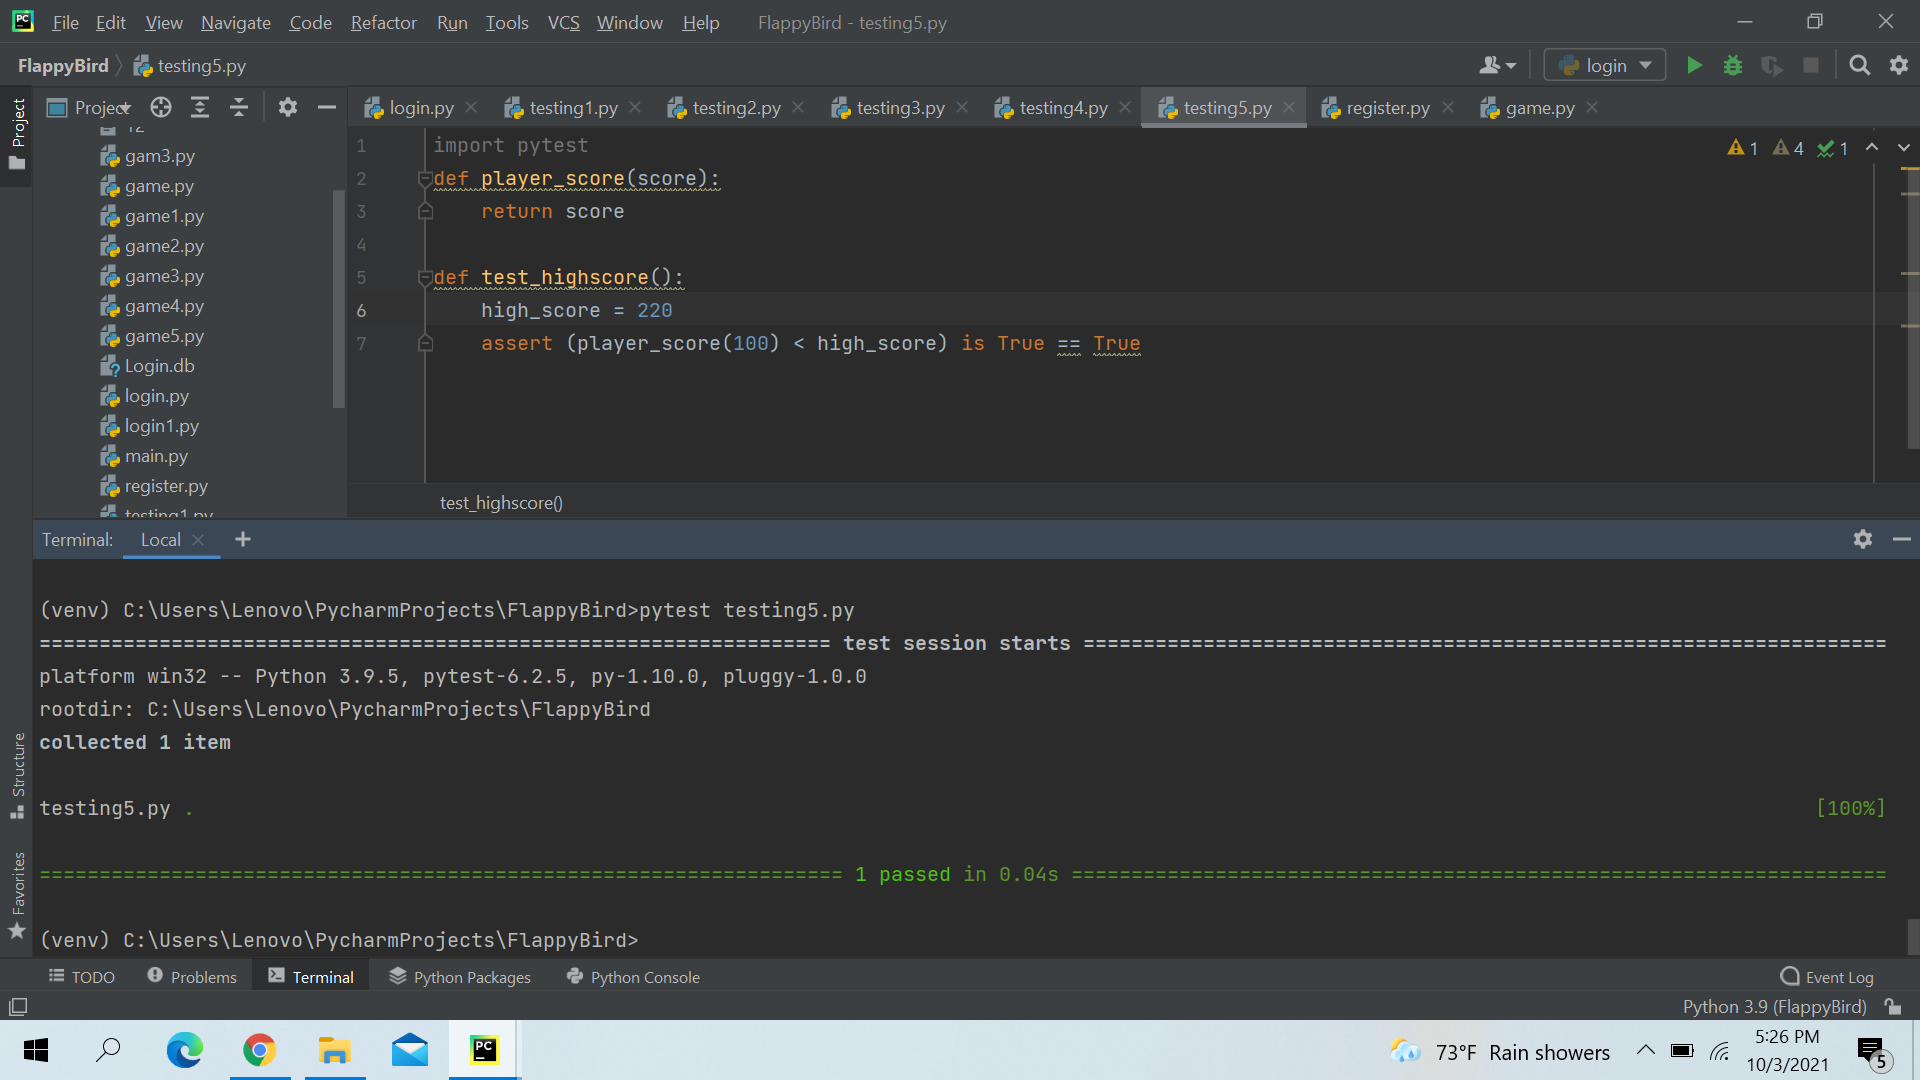 PC File Edit View Navigate Code Refactor Run Tools VCS Window Help FlappyBird - testing5.py
FlappyBird testing5.py login
Project login.py testing1.py testing2.py testing3.py testing4.py testing5.py register.py game.py
Project
gam3.py
game.py
game1.py
game2.py
game3.py
game4.py
game5.py
Login.db
login.py
login1.py
main.py
register.py
testing1.py
1 import pytest
2 def player_score(score):
3 return score
4
5 def test_highscore():
6 high_score = 220
7 assert (player_score(100) < high_score) is True == True
1 4 1
test_highscore()
Terminal: Local
(venv) C:\Users\Lenovo\PycharmProjects\FlappyBird>pytest testing5.py
================================================================== test session starts ===================================================================
platform win32 -- Python 3.9.5, pytest-6.2.5, py-1.10.0, pluggy-1.0.0
rootdir: C:\Users\Lenovo\PycharmProjects\FlappyBird
collected 1 item
testing5.py . [100%]
=================================================================== 1 passed in 0.04s ====================================================================
(venv) C:\Users\Lenovo\PycharmProjects\FlappyBird>
Structure
Favorites
TODO Problems Terminal Python Packages Python Console Event Log
Python 3.9 (FlappyBird)
PC 73°F Rain showers 5:26 PM
10/3/2021 5